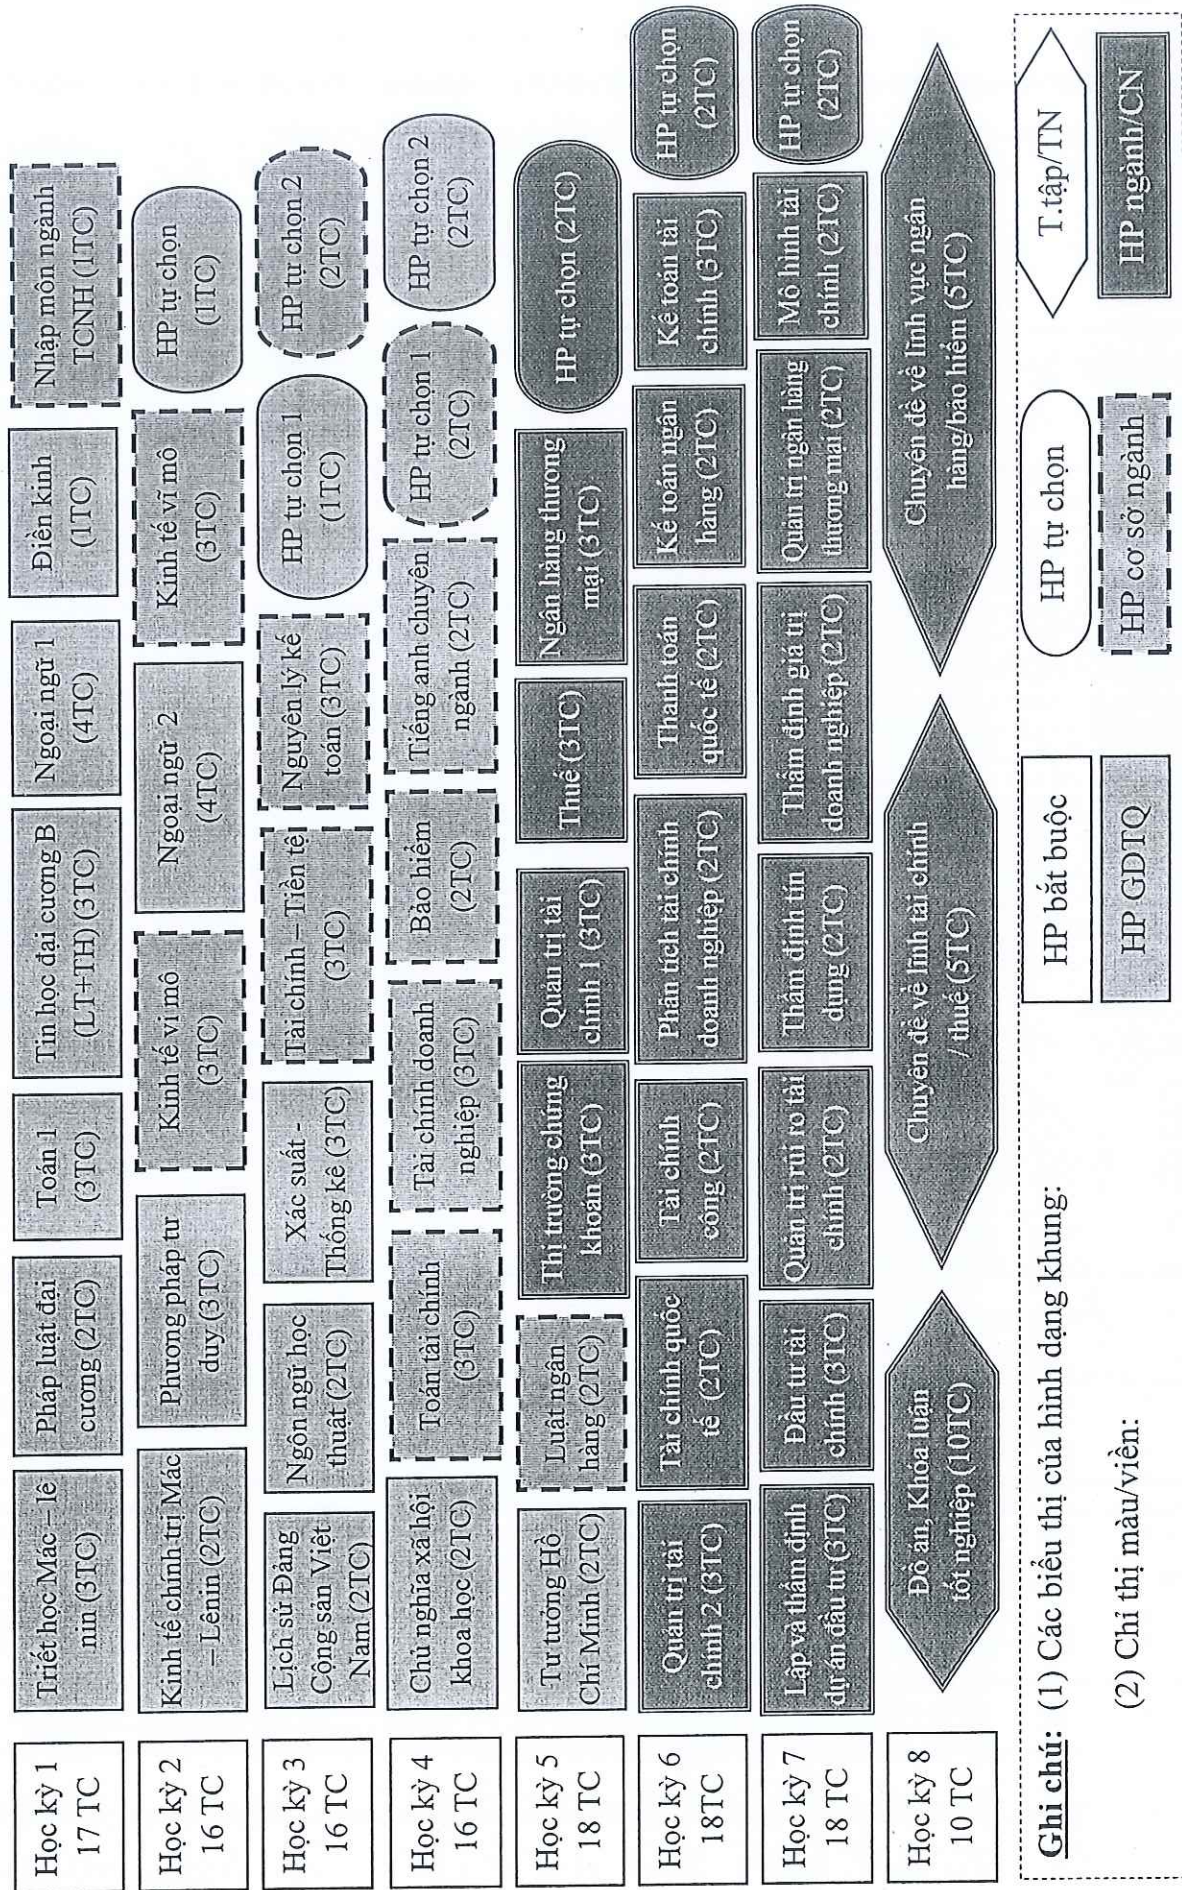 Học kỳ 1
17 TC
Triết học Mác – lê
nin (3TC)
Pháp luật đại
cương (2TC)
Toán 1
(3TC)
Tin học đại cương B
(LT+TH) (3TC)
Ngoại ngữ 1
(4TC)
Điền kinh
(1TC)
Nhập môn ngành
TCNH (1TC)
Học kỳ 2
16 TC
Kinh tế chính trị Mác
– Lênin (2TC)
Phương pháp tư
duy (3TC)
Kinh tế vi mô
(3TC)
Ngoại ngữ 2
(4TC)
Kinh tế vĩ mô
(3TC)
HP tự chọn
(1TC)
Học kỳ 3
16 TC
Lịch sử Đảng
Cộng sản Việt
Nam (2TC)
Ngôn ngữ học
thuật (2TC)
Xác suất -
Thống kê (3TC)
Tài chính – Tiền tệ
(3TC)
Nguyên lý kế
toán (3TC)
HP tự chọn 1
(1TC)
HP tự chọn 2
(2TC)
Học kỳ 4
16 TC
Chủ nghĩa xã hội
khoa học (2TC)
Toán tài chính
(3TC)
Tài chính doanh
nghiệp (3TC)
Bảo hiểm
(2TC)
Tiếng anh chuyên
ngành (2TC)
HP tự chọn 1
(2TC)
HP tự chọn 2
(2TC)
Học kỳ 5
18 TC
Tư tưởng Hồ
Chí Minh (2TC)
Luật ngân
hàng (2TC)
Thị trường chứng
khoán (3TC)
Quản trị tài
chính 1 (3TC)
Thuế (3TC)
Ngân hàng thương
mại (3TC)
HP tự chọn (2TC)
Học kỳ 6
18TC
Quản trị tài
chính 2 (3TC)
Tài chính quốc
tế (2TC)
Tài chính
công (2TC)
Phân tích tài chính
doanh nghiệp (2TC)
Thanh toán
quốc tế (2TC)
Kế toán ngân
hàng (2TC)
Kế toán tài
chính (3TC)
HP tự chọn
(2TC)
Học kỳ 7
18 TC
Lập và thẩm định
dự án đầu tư (3TC)
Đầu tư tài
chính (3TC)
Quản trị rủi ro tài
chính (2TC)
Thẩm định tín
dụng (2TC)
Thẩm định giá trị
doanh nghiệp (2TC)
Quản trị ngân hàng
thương mại (2TC)
Mô hình tài
chính (2TC)
HP tự chọn
(2TC)
Học kỳ 8
10 TC
Đồ án, Khóa luận
tốt nghiệp (10TC)
Chuyên đề về lĩnh tài chính
/ thuế (5TC)
Chuyên đề về lĩnh vực ngân
hàng/bảo hiểm (5TC)
Ghi chú: (1) Các biểu thị của hình dạng khung:
HP bắt buộc
HP tự chọn
T.tập/TN
(2) Chỉ thị màu/viền:
HP GDTQ
HP cơ sở ngành
HP ngành/CN